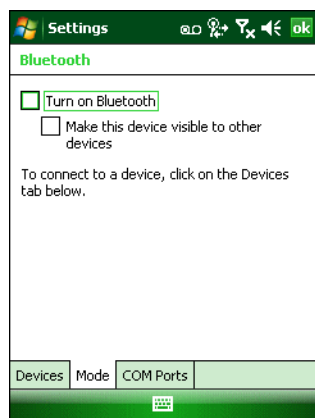 Settings
ok
Bluetooth
Turn on Bluetooth
Make this device visible to other
devices
To connect to a device, click on the Devices
tab below.
Devices Mode COM Ports